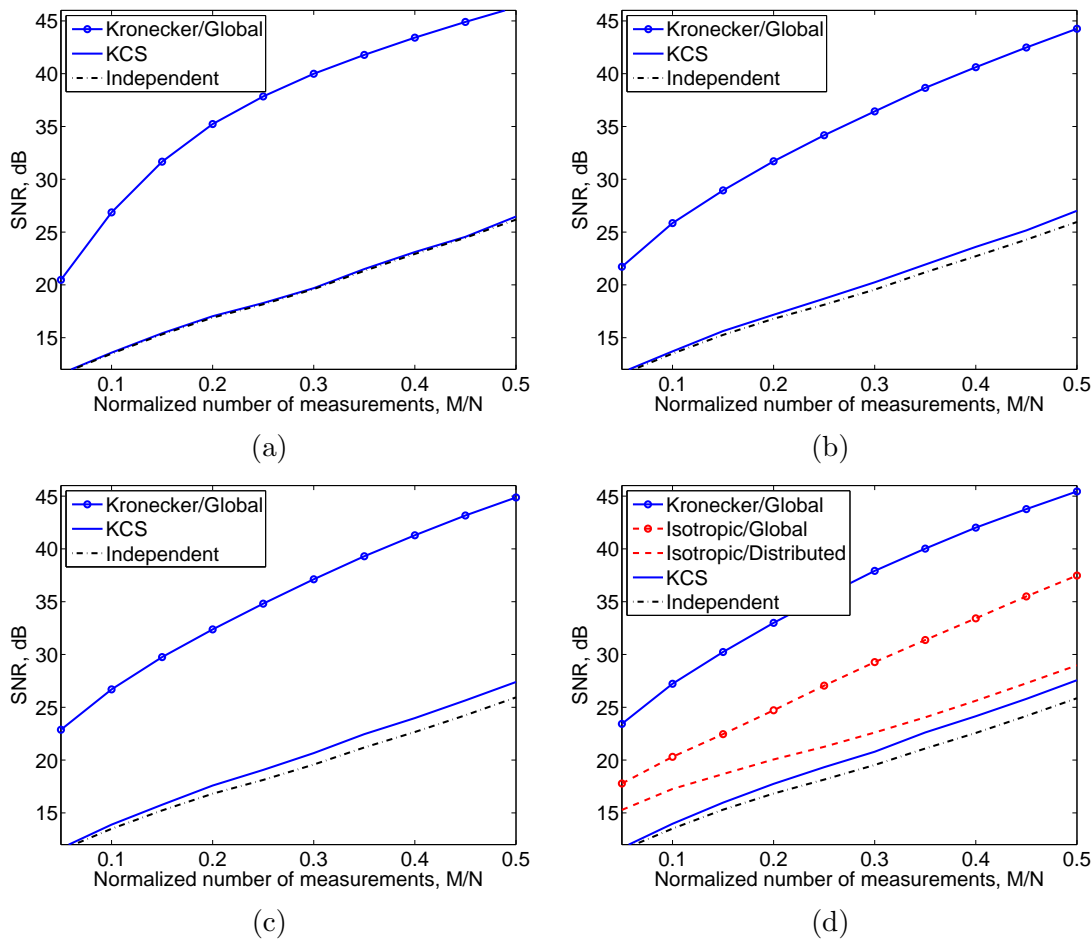 45
40
35
30
25
20
15
SNR, dB
Kronecker/Global
KCS
Independent
0.1 0.2 0.3 0.4 0.5
Normalized number of measurements, M/N
(a)
45
40
35
30
25
20
15
SNR, dB
Kronecker/Global
KCS
Independent
0.1 0.2 0.3 0.4 0.5
Normalized number of measurements, M/N
(b)
45
40
35
30
25
20
15
SNR, dB
Kronecker/Global
KCS
Independent
0.1 0.2 0.3 0.4 0.5
Normalized number of measurements, M/N
(c)
45
40
35
30
25
20
15
SNR, dB
Kronecker/Global
Isotropic/Global
Isotropic/Distributed
KCS
Independent
0.1 0.2 0.3 0.4 0.5
Normalized number of measurements, M/N
(d)